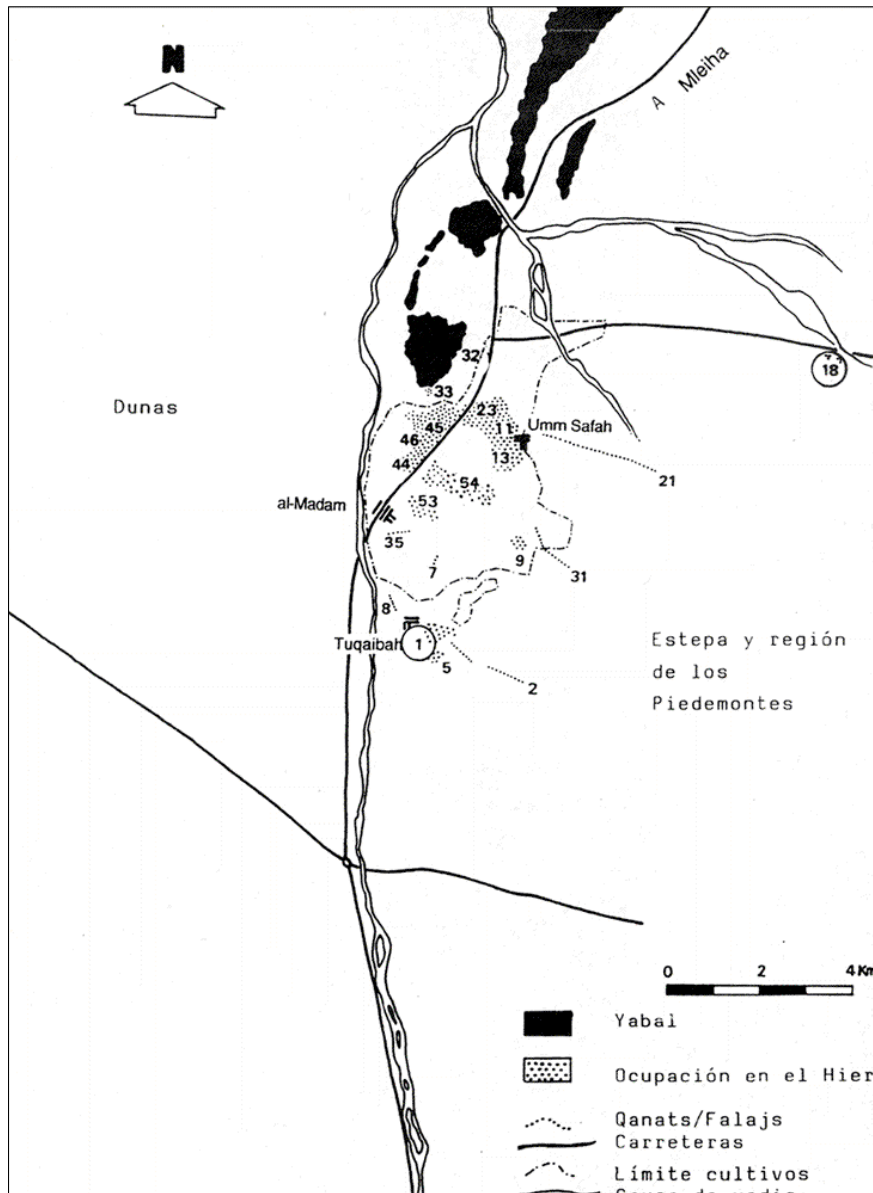 N
A Mleiha
32
18
33
Dunas
23
45
11
Umm Safah
46
13
44
21
54
al-Madam
53
35
9
7
31
8
Tuqaibah
1
Estepa y región
5
de los
2
Piedemontes
0 2 4 Km
Yabal
Ocupación en el Hier
Qanats/Falajs
Carreteras
Límite cultivos